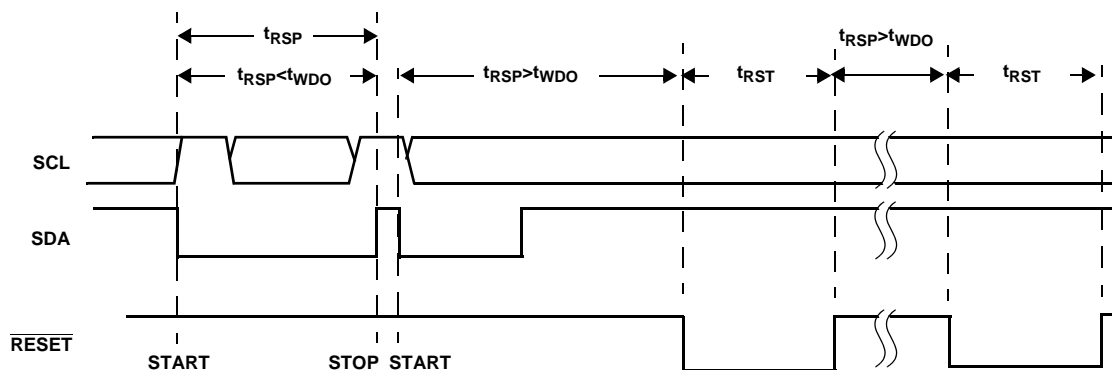 tRSP
tRSP>tWDO
tRSP<tWDO
tRSP>tWDO
tRST
tRST
SCL
SDA
RESET
START
STOP
START